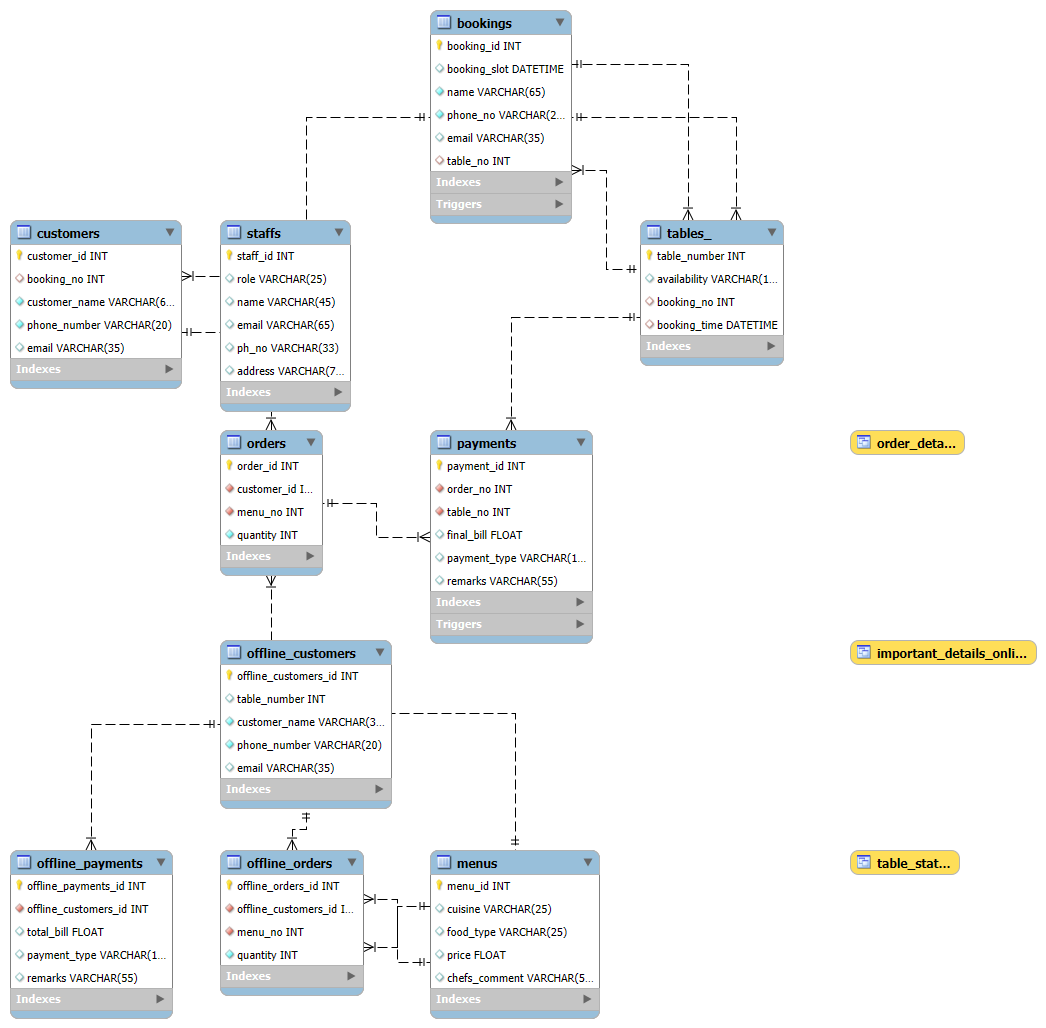 bookings
booking_id INT
booking_slot DATETIME
name VARCHAR(65)
phone_no VARCHAR(2...
email VARCHAR(35)
table_no INT
Indexes
Triggers
customers
customer_id INT
booking_no INT
customer_name VARCHAR(6...
phone_number VARCHAR(20)
email VARCHAR(35)
Indexes
staffs
staff_id INT
role VARCHAR(25)
name VARCHAR(45)
email VARCHAR(65)
ph_no VARCHAR(33)
address VARCHAR(7...
Indexes
tables_
table_number INT
availability VARCHAR(1...
booking_no INT
booking_time DATETIME
Indexes
orders
order_id INT
customer_id I...
menu_no INT
quantity INT
Indexes
payments
payment_id INT
order_no INT
table_no INT
final_bill FLOAT
payment_type VARCHAR(1...
remarks VARCHAR(55)
Indexes
Triggers
order_deta...
offline_customers
offline_customers_id INT
table_number INT
customer_name VARCHAR(3...
phone_number VARCHAR(20)
email VARCHAR(35)
Indexes
important_details_onli...
offline_payments
offline_payments_id INT
offline_customers_id INT
total_bill FLOAT
payment_type VARCHAR(1...
remarks VARCHAR(55)
Indexes
offline_orders
offline_orders_id INT
offline_customers_id I...
menu_no INT
quantity INT
Indexes
menus
menu_id INT
cuisine VARCHAR(25)
food_type VARCHAR(25)
price FLOAT
chefs_comment VARCHAR(5...
Indexes
table_stat...